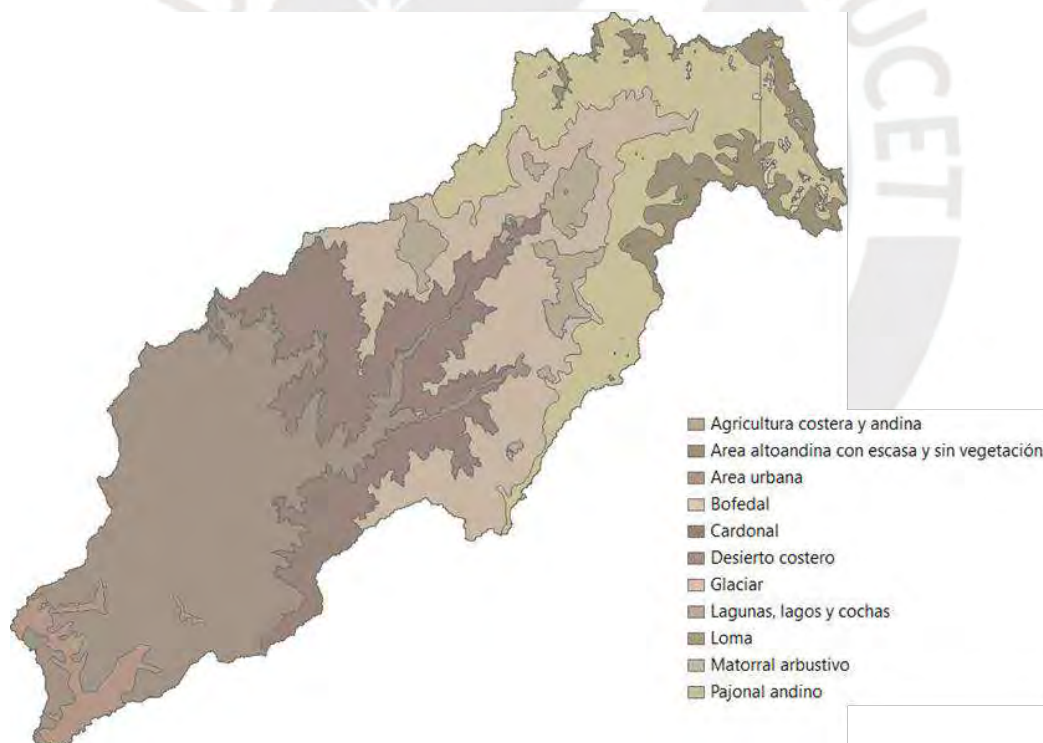 UCET
Agricultura costera y andina
Area altoandina con escasa y sin vegetación
Area urbana
Bofedal
Cardonal
Desierto costero
Glaciar
Lagunas, lagos y cochas
Loma
Matorral arbustivo
Pajonal andino